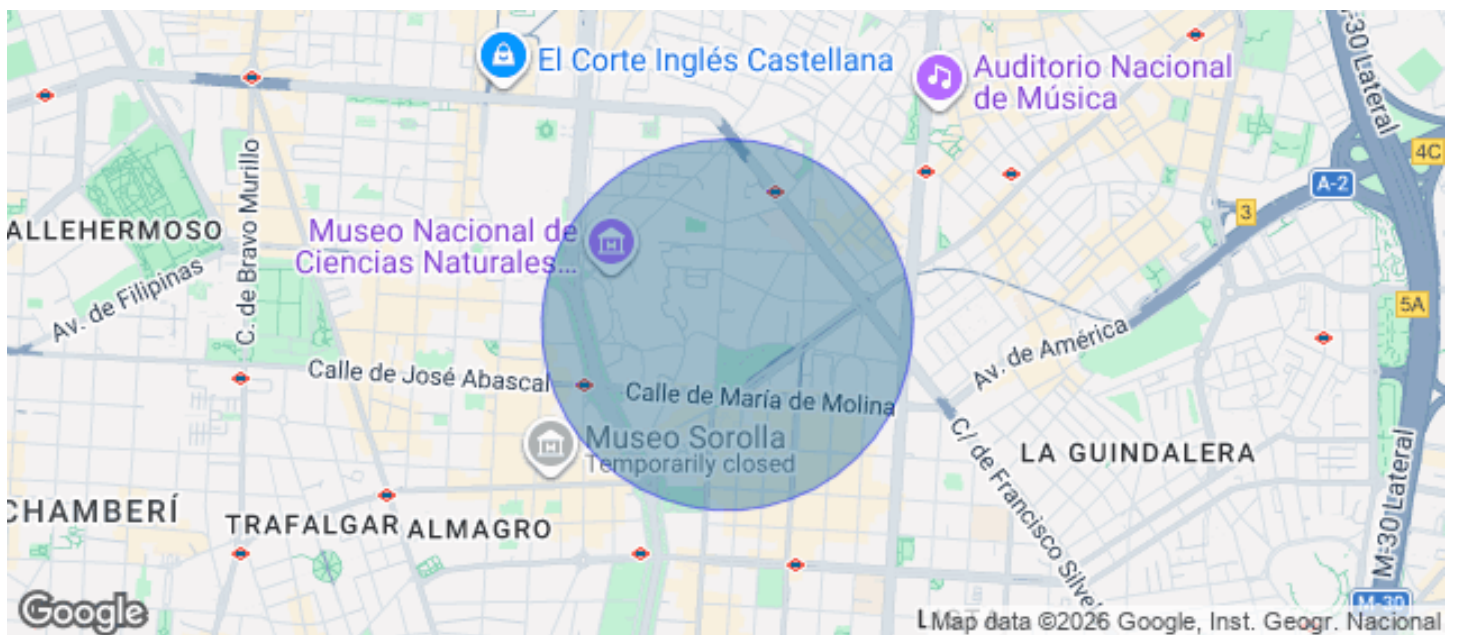 El Corte Inglés Castellana
Auditorio Nacional
de Música
M-30 Lateral
4C
A-2
3
ALLEHERMOSO
C. de Bravo Murillo
Museo Nacional de
Ciencias Naturales...
Av. de Filipinas
5A
Av. de América
Calle de José Abascal
Calle de María de Molina
Museo Sorolla
Temporarily closed
LA GUINDALERA
C/ de Francisco Silvel
M-30 Lateral
CHAMBERÍ
TRAFALGAR
ALMAGRO
M-30
Google
Map data ©2026 Google, Inst. Geogr. Nacional